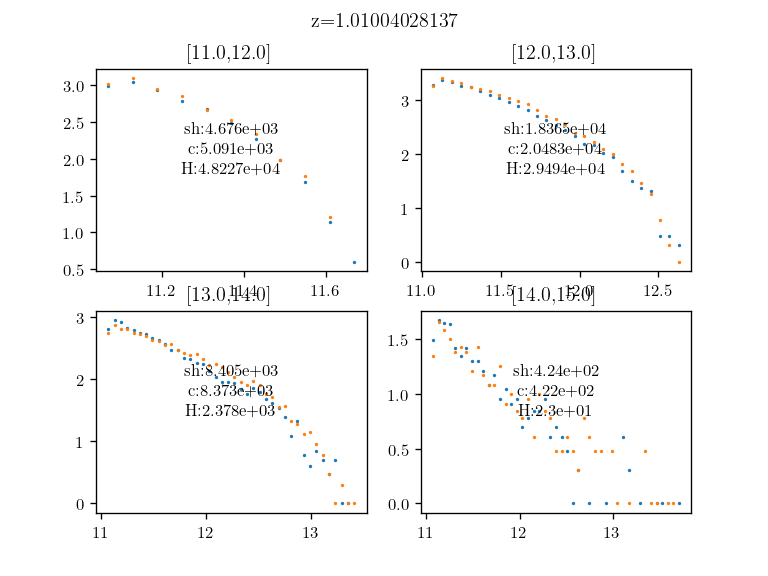 z=1.01004028137
[11.0,12.0]
[12.0,13.0]
3.0
2.5
2.0
1.5
1.0
0.5
sh:4.676e+03
c:5.091e+03
H:4.8227e+04
11.2 11.4 11.6
3
2
1
0
sh:1.8365e+04
c:2.0483e+04
H:2.9494e+04
11.0 11.5 12.0 12.5
[13.0,14.0]
[14.0,15.0]
3
2
1
0
sh:8.405e+03
c:8.373e+03
H:2.378e+03
11 12 13
1.5
1.0
0.5
0.0
sh:4.24e+02
c:4.22e+02
H:2.3e+01
11 12 13